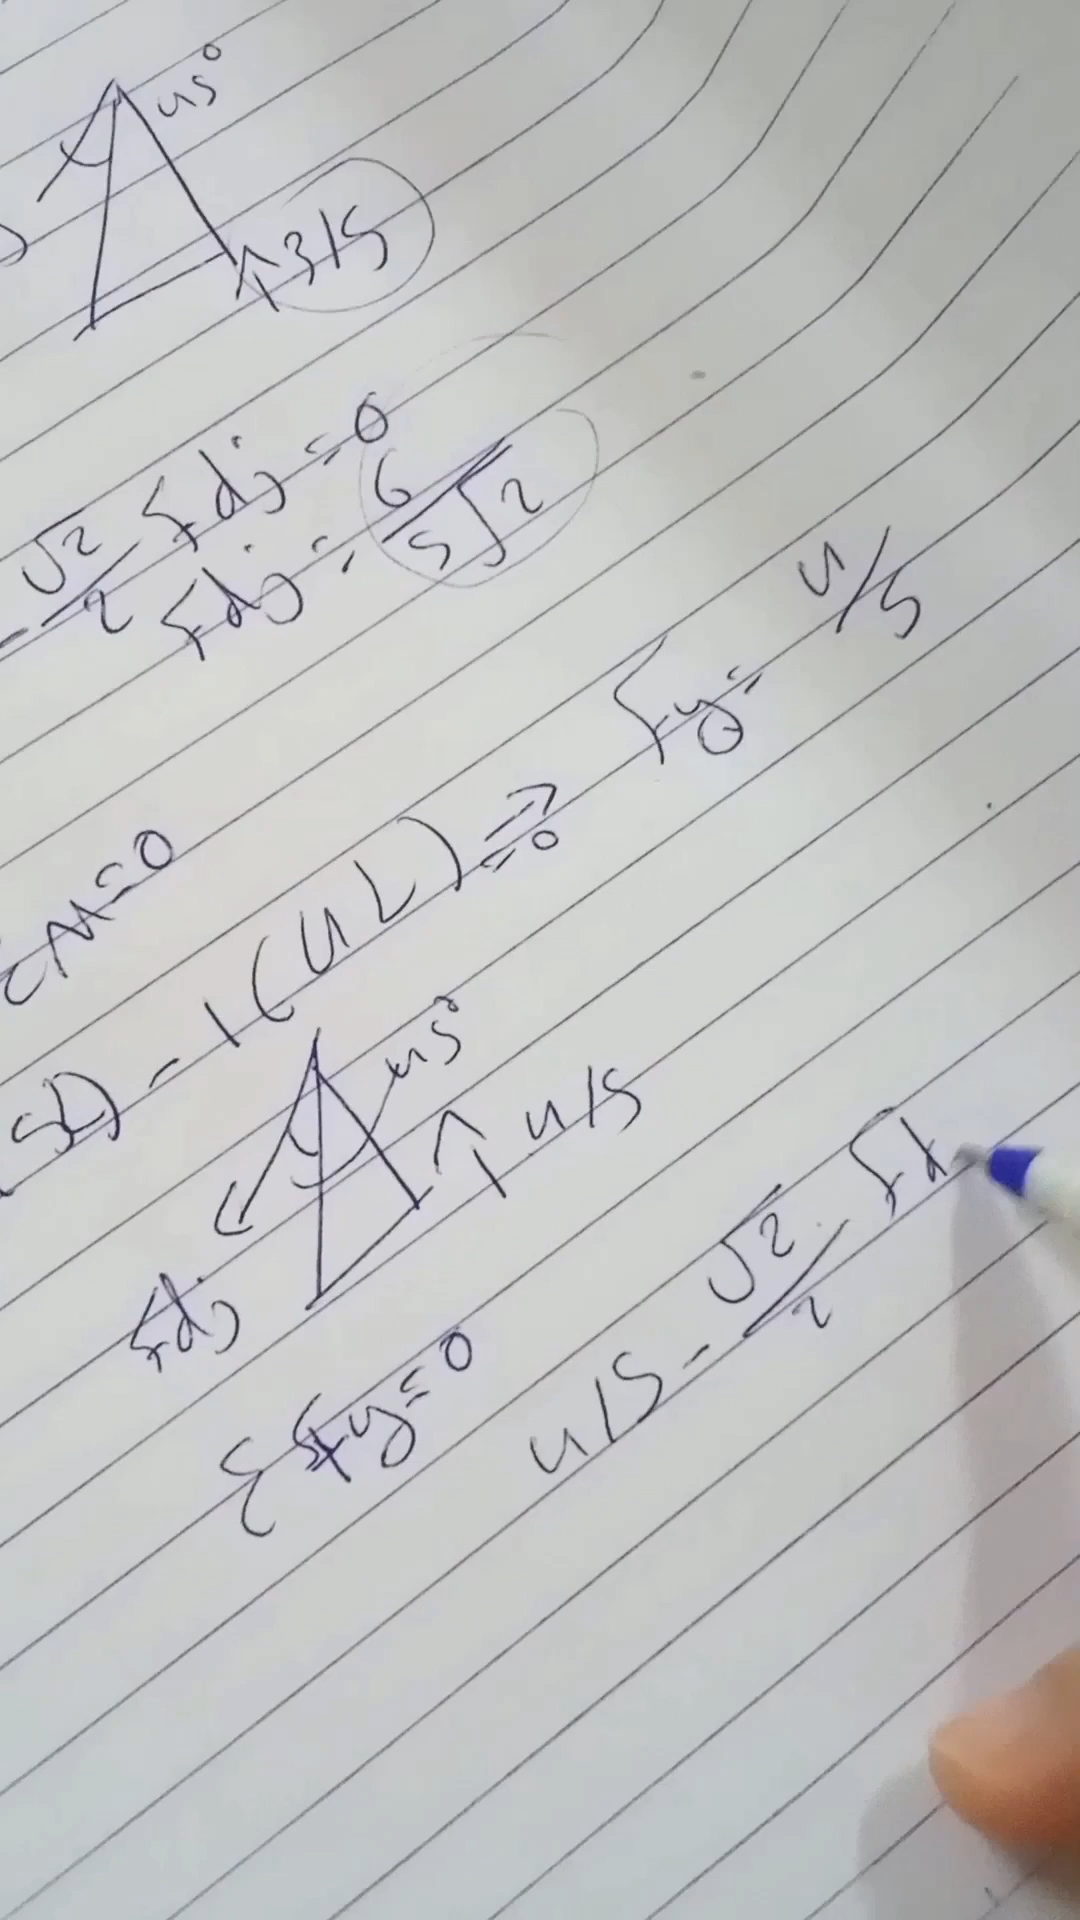 45°
↑ 3/5
- √2/2 Fdj = 0
Fdj = 6/5√2
ΣM=0
5L) - 1(4L) = 0 ⇒ Fy = 4/5
45°
↑ 4/5
Fdj
ΣFy=0
4/5 - √2/2 Fd